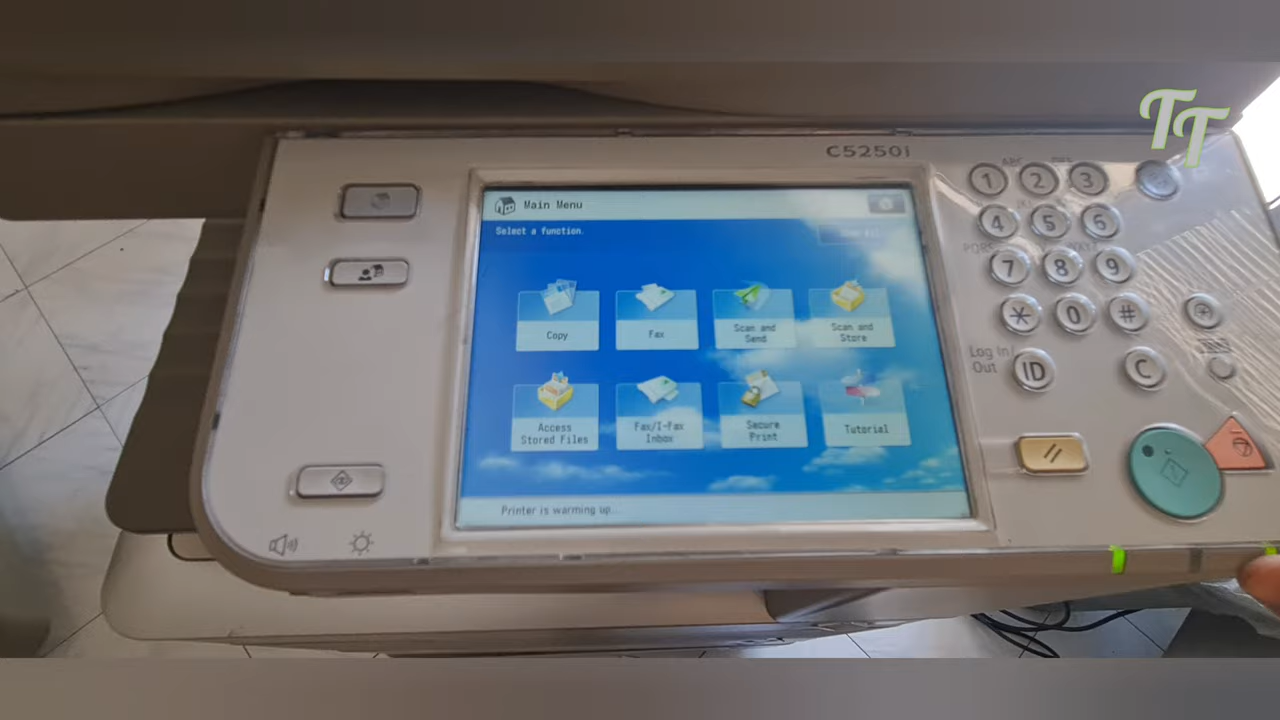 TT
C5250i
Main Menu
Select a function.
Copy
Fax
Scan and
Send
Scan and
Store
Access
Stored Files
Fax/I-Fax
Inbox
Secure
Print
Tutorial
Printer is warming up...
ABC
1 2 3
4 5 6
PQRS
7 8 9
* 0 #
Log In/
Out
ID
C